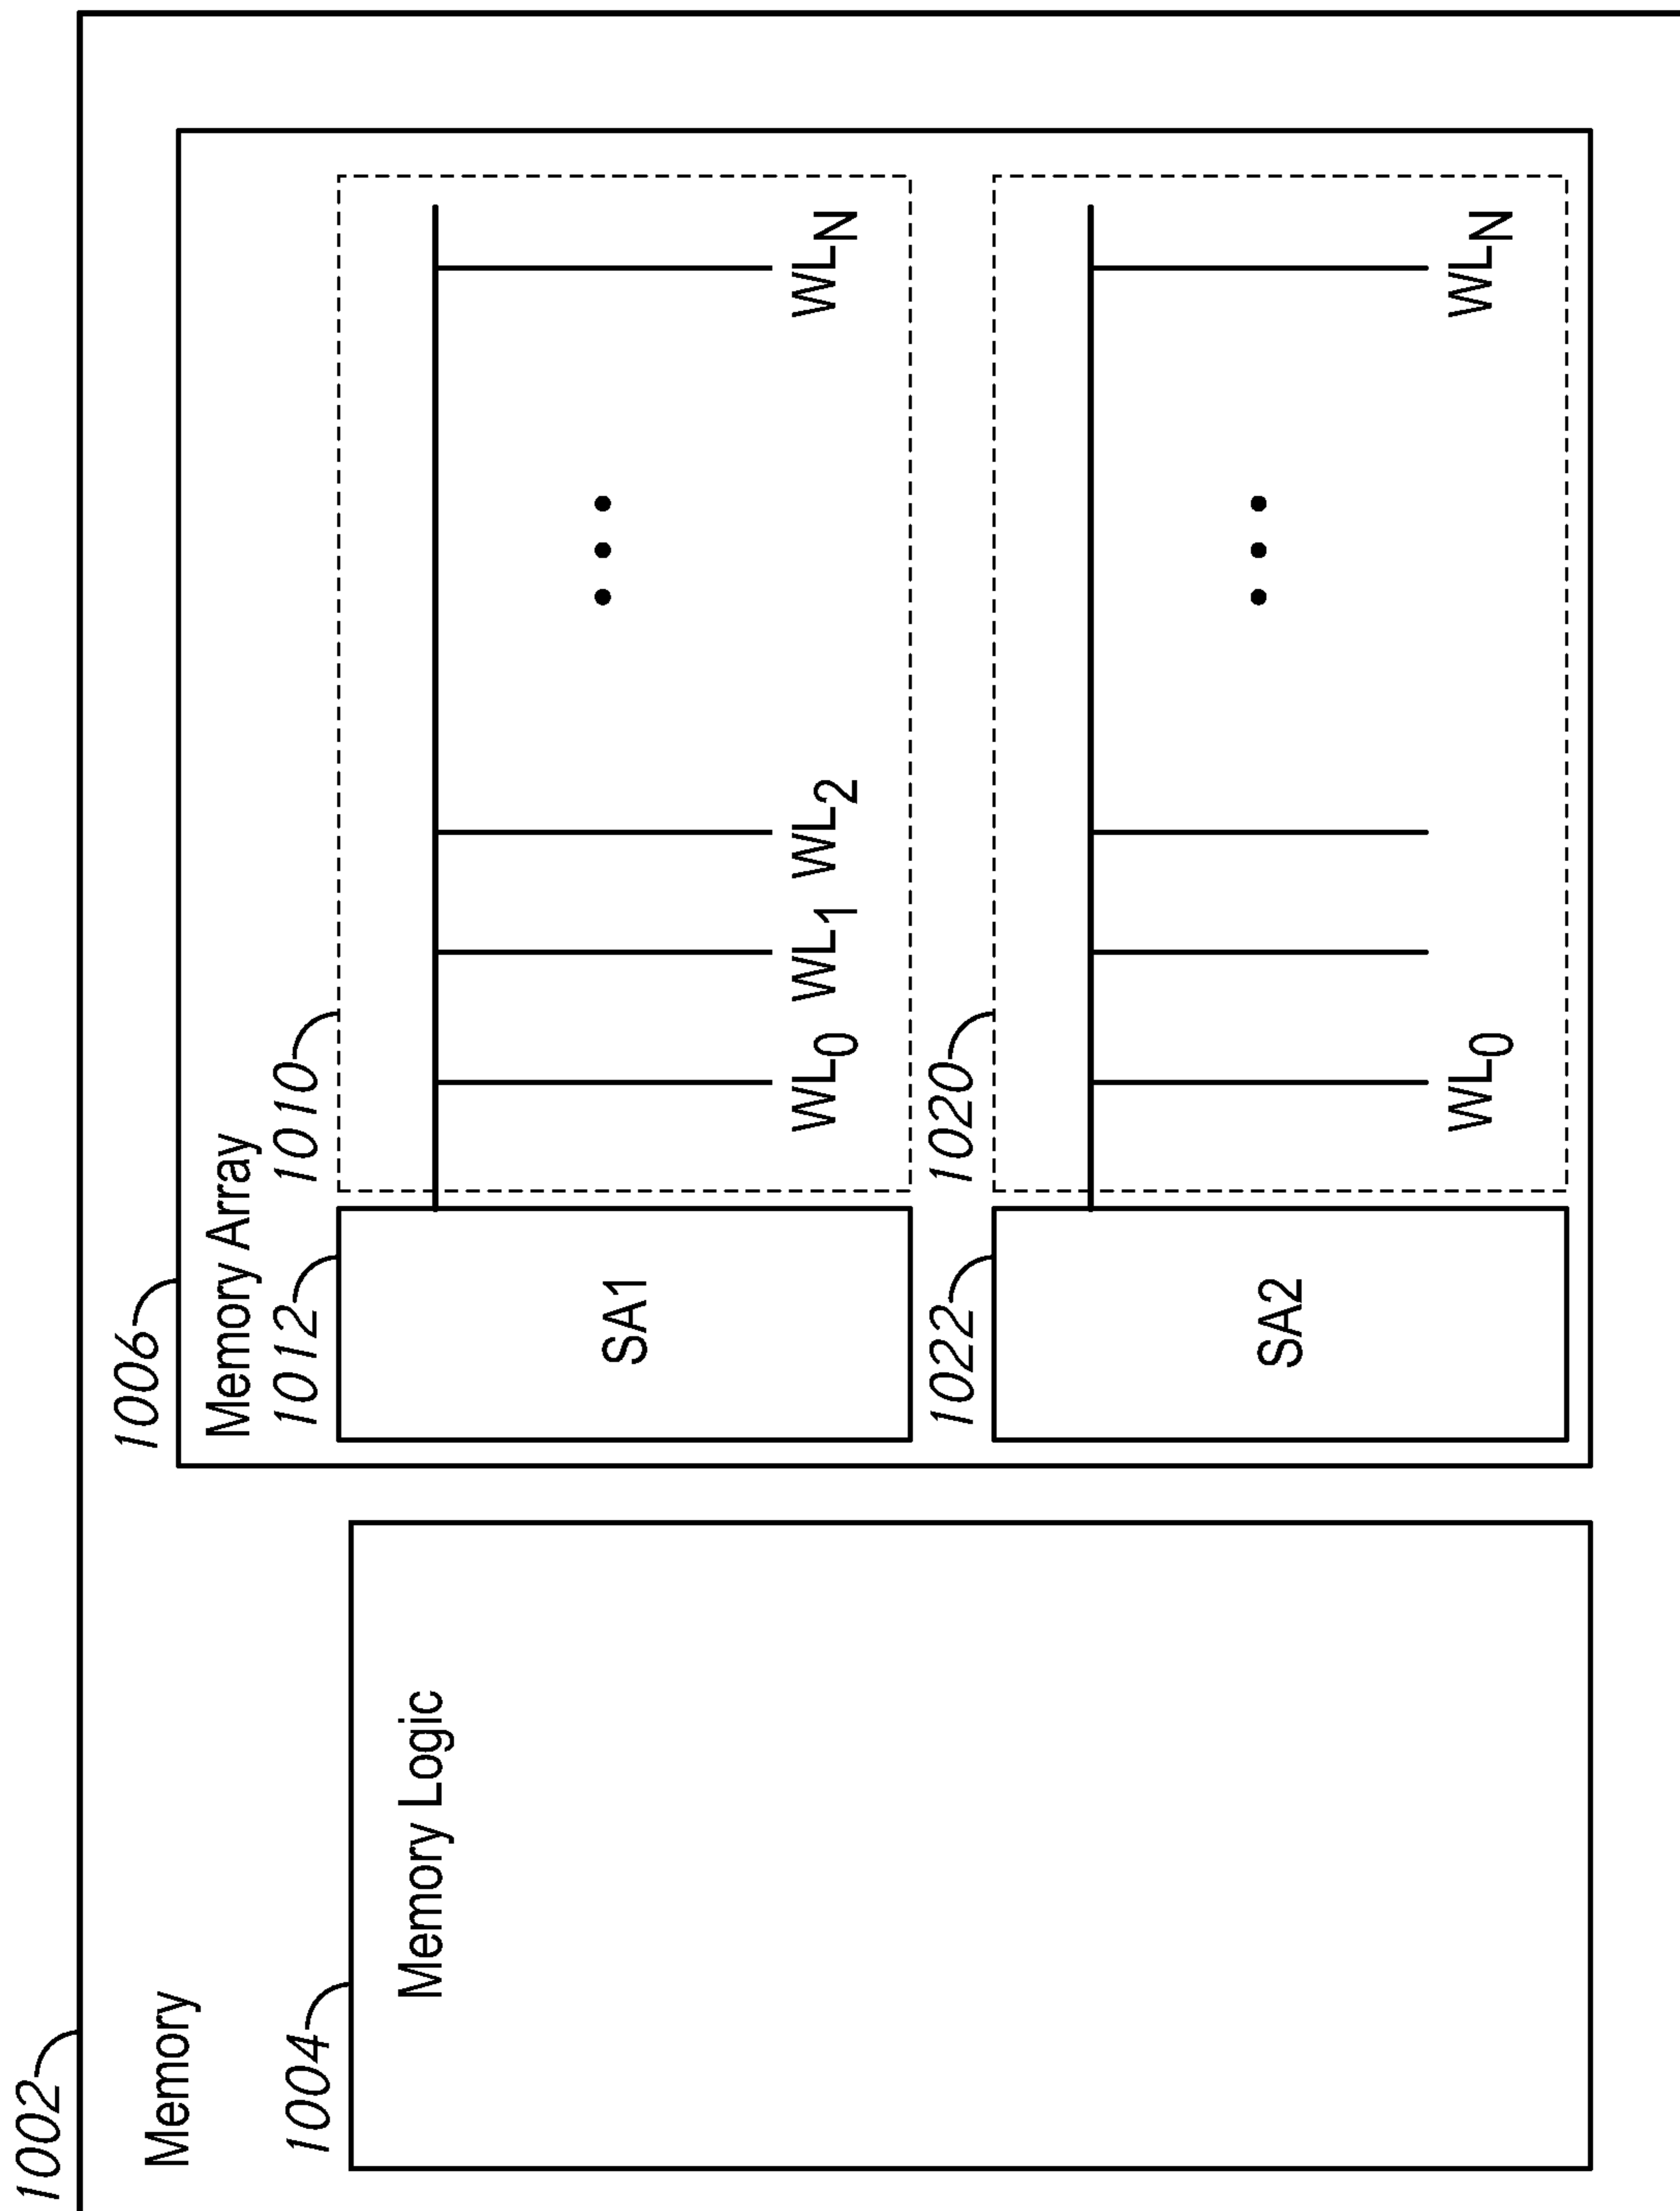 1002
Memory
1004
Memory Logic
1006
Memory Array
1012
1010
SA1
WL0 WL1 WL2 WLN
1022
1020
SA2
WL0 WLN